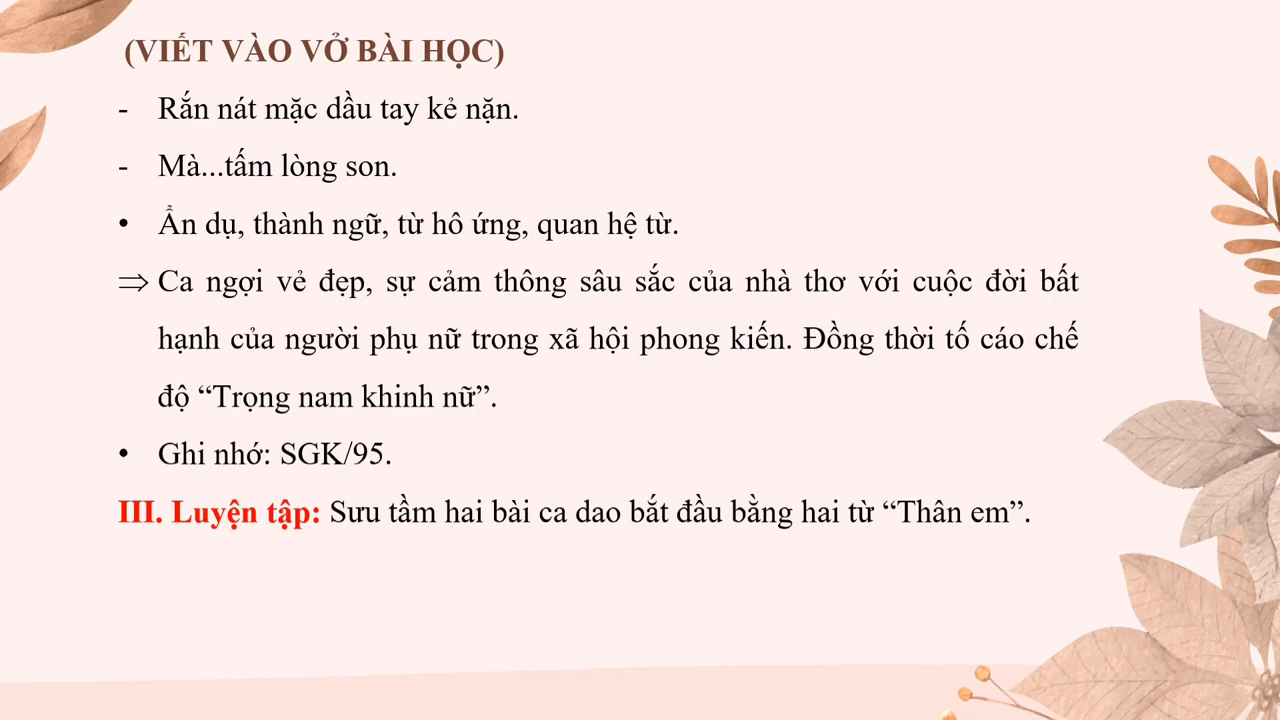 (VIẾT VÀO VỞ BÀI HỌC)
- Rắn nát mặc dầu tay kẻ nặn.
- Mà...tấm lòng son.
• Ẩn dụ, thành ngữ, từ hô ứng, quan hệ từ.
⇒ Ca ngợi vẻ đẹp, sự cảm thông sâu sắc của nhà thơ với cuộc đời bất
hạnh của người phụ nữ trong xã hội phong kiến. Đồng thời tố cáo chế
độ “Trọng nam khinh nữ”.
• Ghi nhớ: SGK/95.
III. Luyện tập: Sưu tầm hai bài ca dao bắt đầu bằng hai từ “Thân em”.